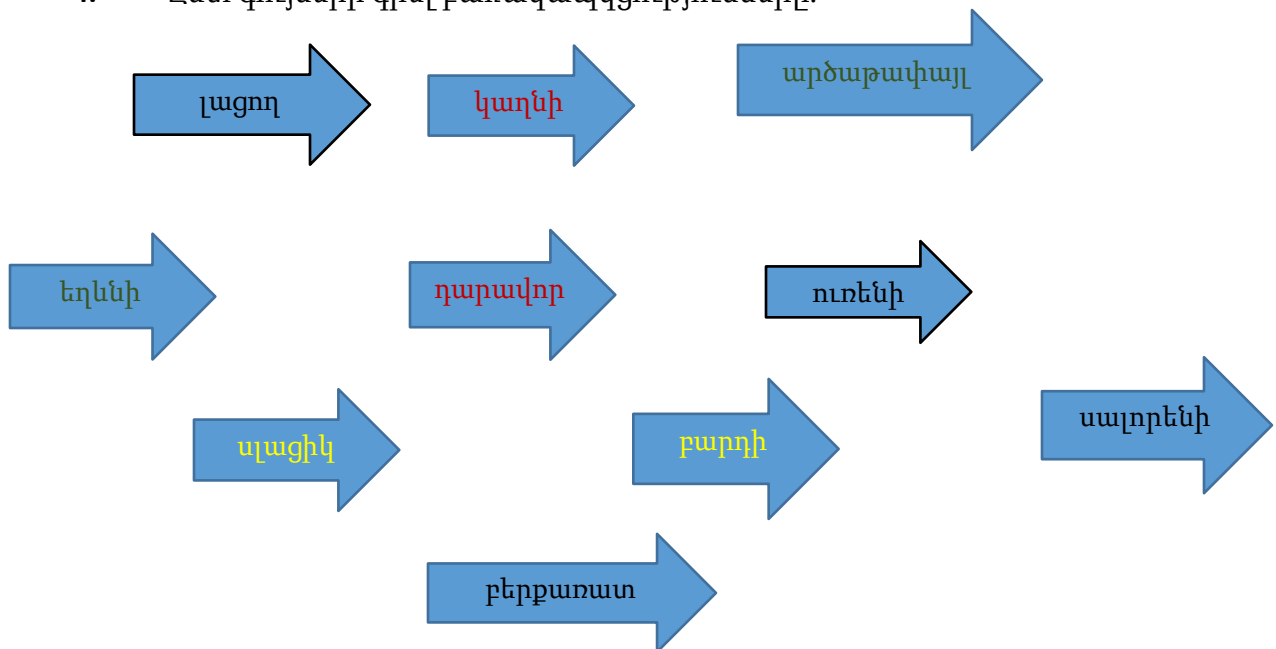 լացող կաղնի արծաթափայլ
եղևնի դարավոր ուռենի
սլացիկ բարդի սալորենի
բերքառատ